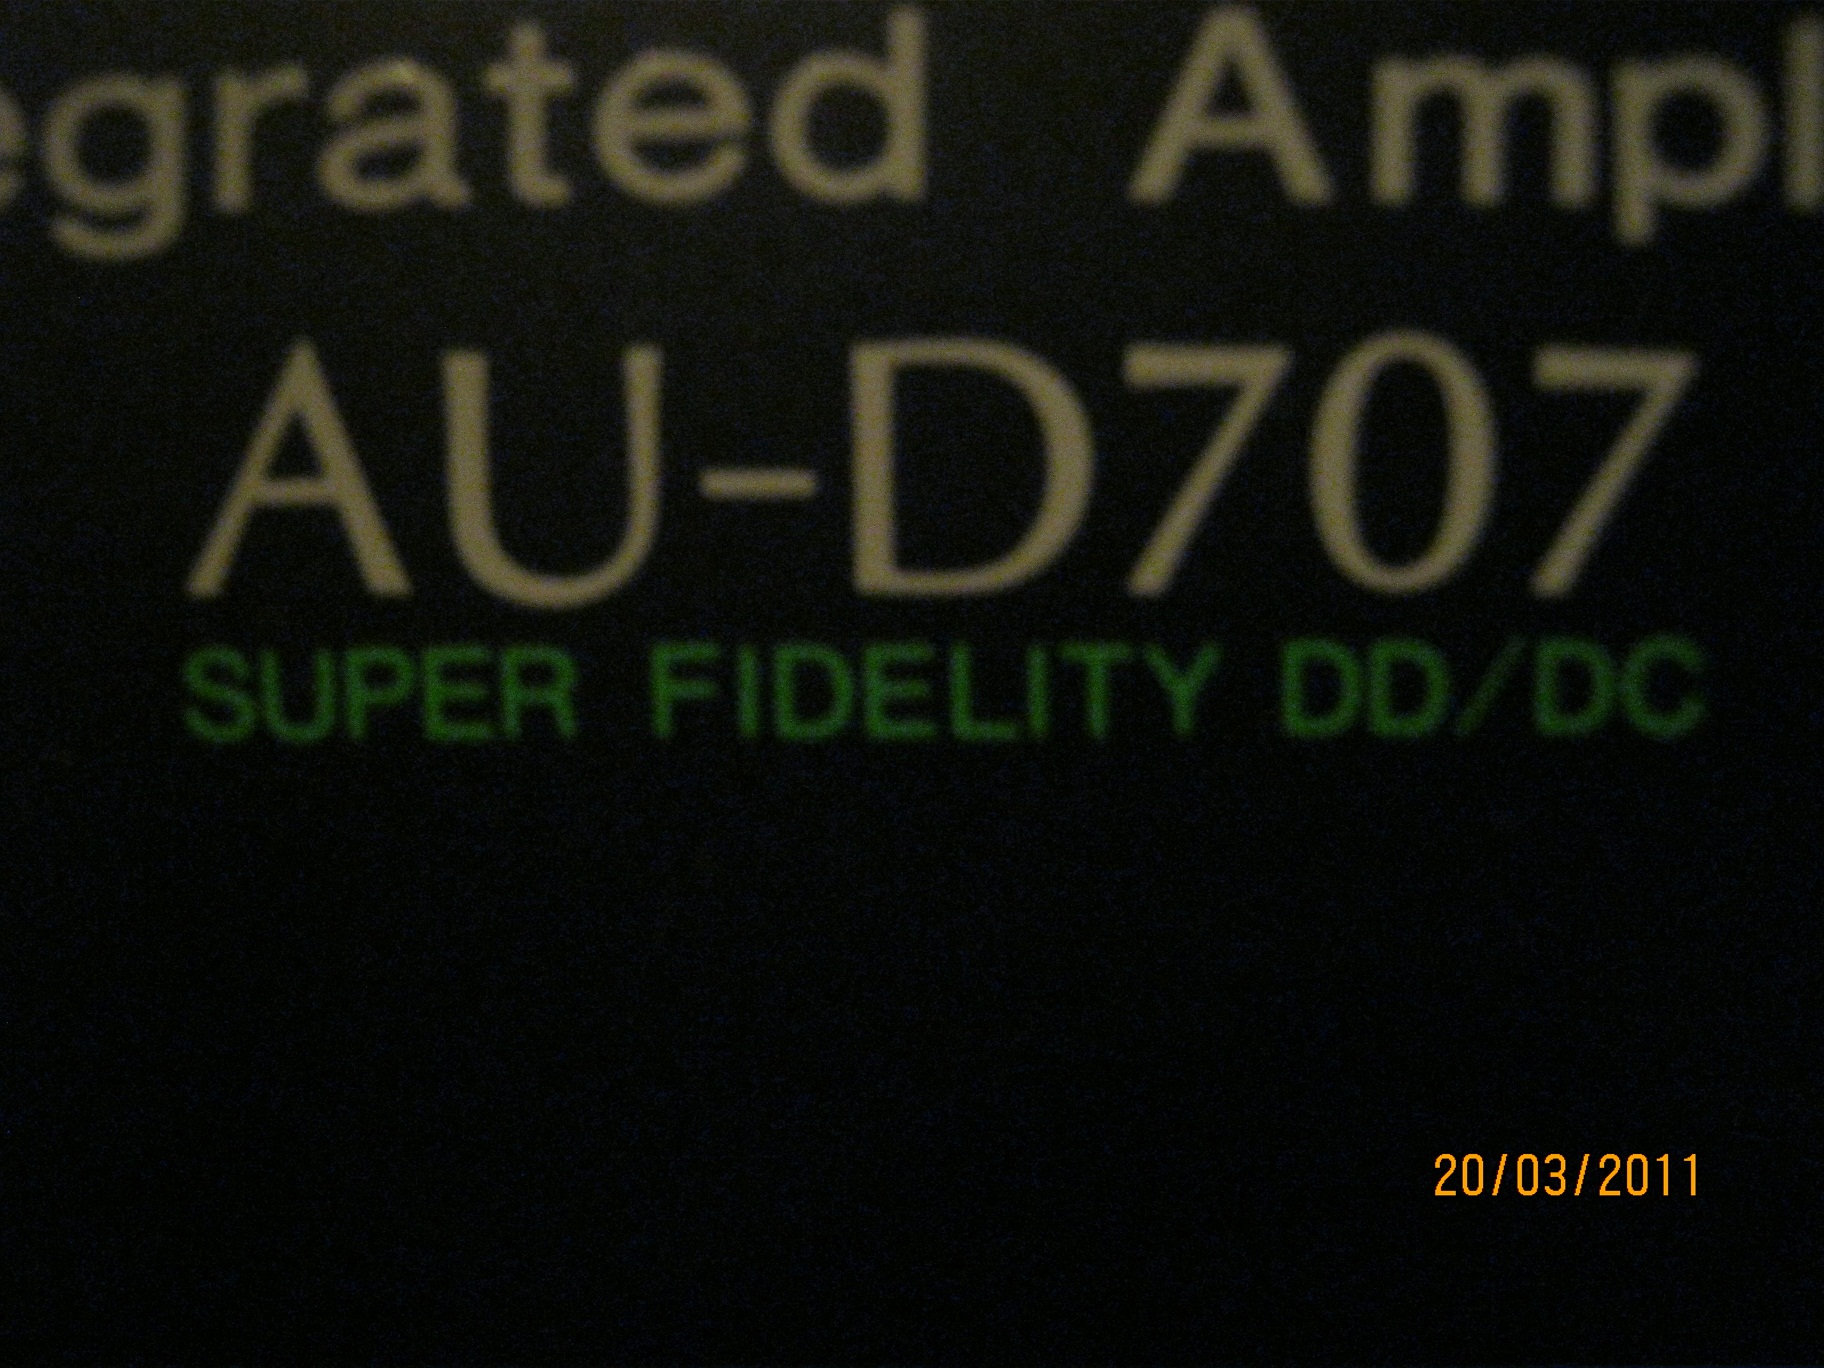 egrated Ampl
AU-D707
SUPER FIDELITY DD/DC
20/03/2011